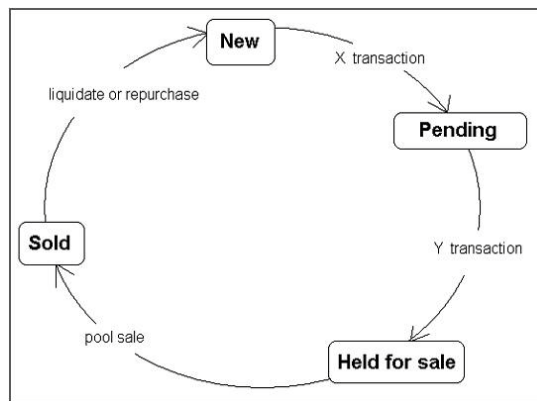 New
X transaction
Pending
Y transaction
Held for sale
pool sale
Sold
liquidate or repurchase